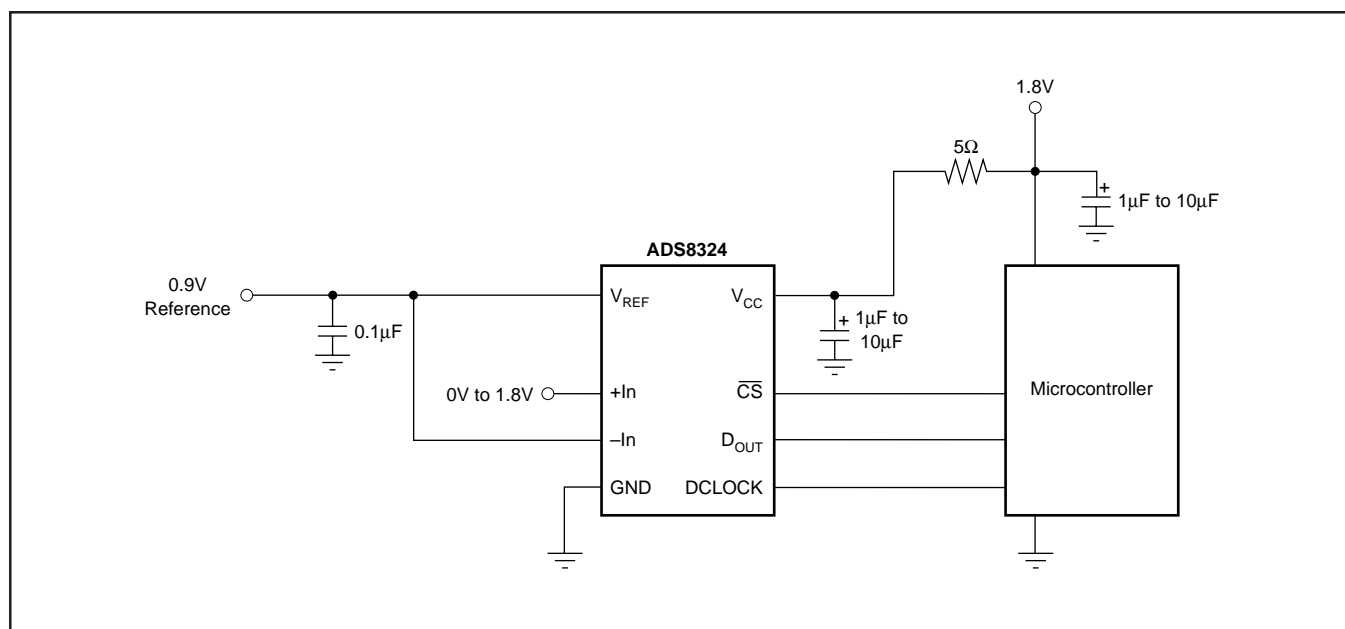 1.8V
5Ω
+
1μF to 10μF
ADS8324
0.9V
Reference
0.1μF
V_REF
V_CC
+
1μF to
10μF
0V to 1.8V
+In
C̅S̅
Microcontroller
–In
D_OUT
GND
DCLOCK